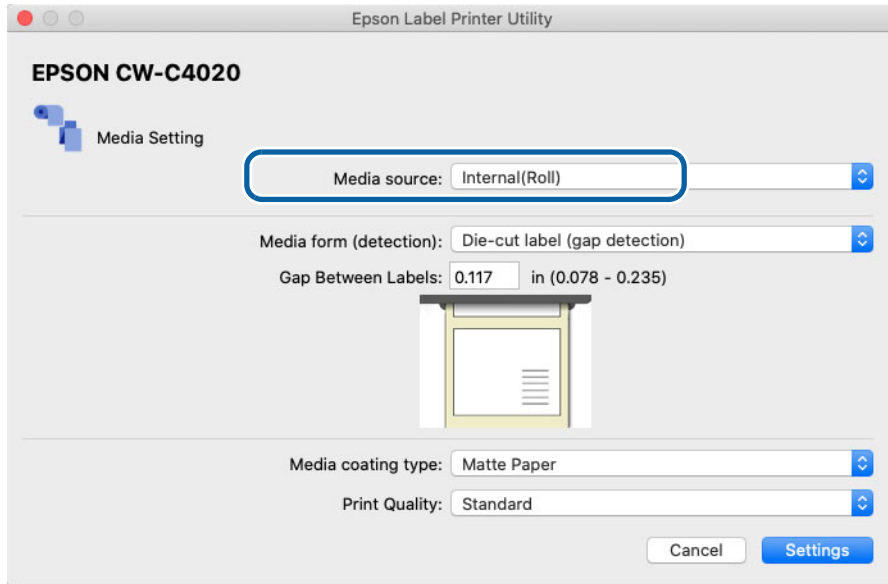 Epson Label Printer Utility
EPSON CW-C4020
Media Setting
Media source: Internal(Roll)
Media form (detection): Die-cut label (gap detection)
Gap Between Labels: 0.117 in (0.078 - 0.235)
Media coating type: Matte Paper
Print Quality: Standard
Cancel Settings